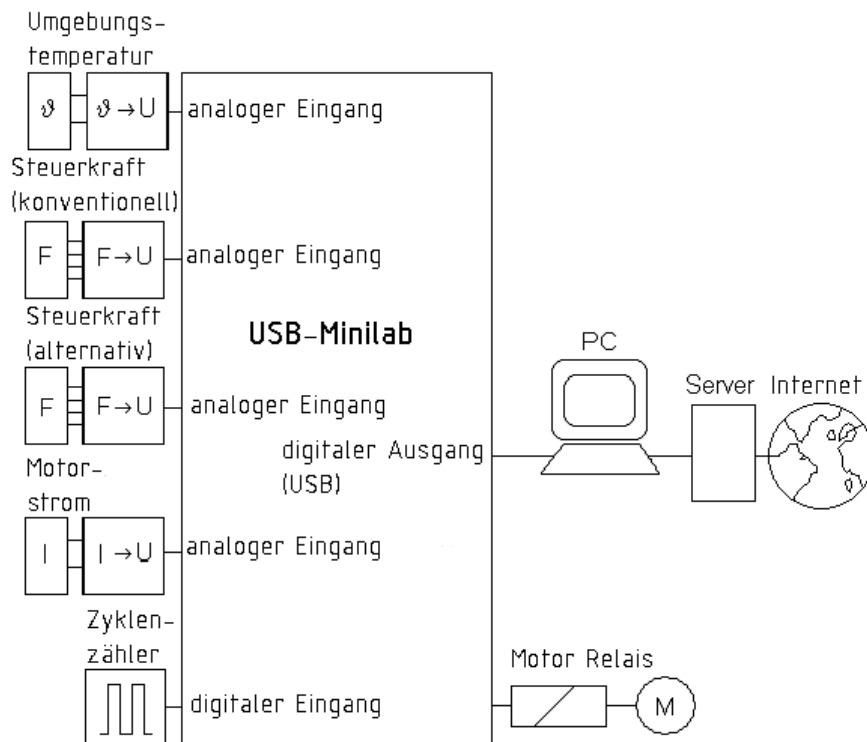 Umgebungs-
temperatur
ϑ
ϑ→U
analoger Eingang
Steuerkraft
(konventionell)
F
F→U
analoger Eingang
Steuerkraft
(alternativ)
F
F→U
analoger Eingang
Motor-
strom
I
I→U
analoger Eingang
Zyklen-
zähler
digitaler Eingang
USB-Minilab
digitaler Ausgang
(USB)
PC
Server
Internet
Motor Relais
M